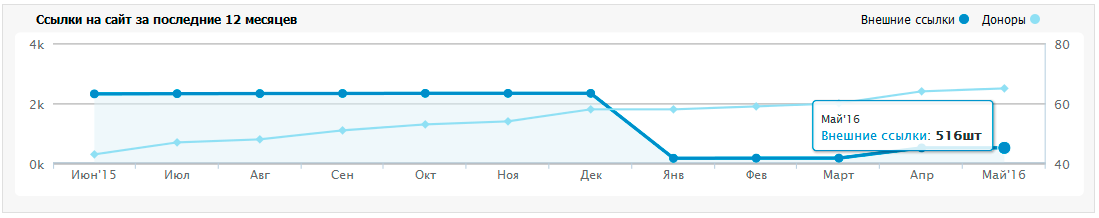 Ссылки на сайт за последние 12 месяцев
Внешние ссылки Доноры
4k 80
2k 60
Май'16
Внешние ссылки: 516шт
0k 40
Июн'15 Июл Авг Сен Окт Ноя Дек Янв Фев Март Апр Май'16